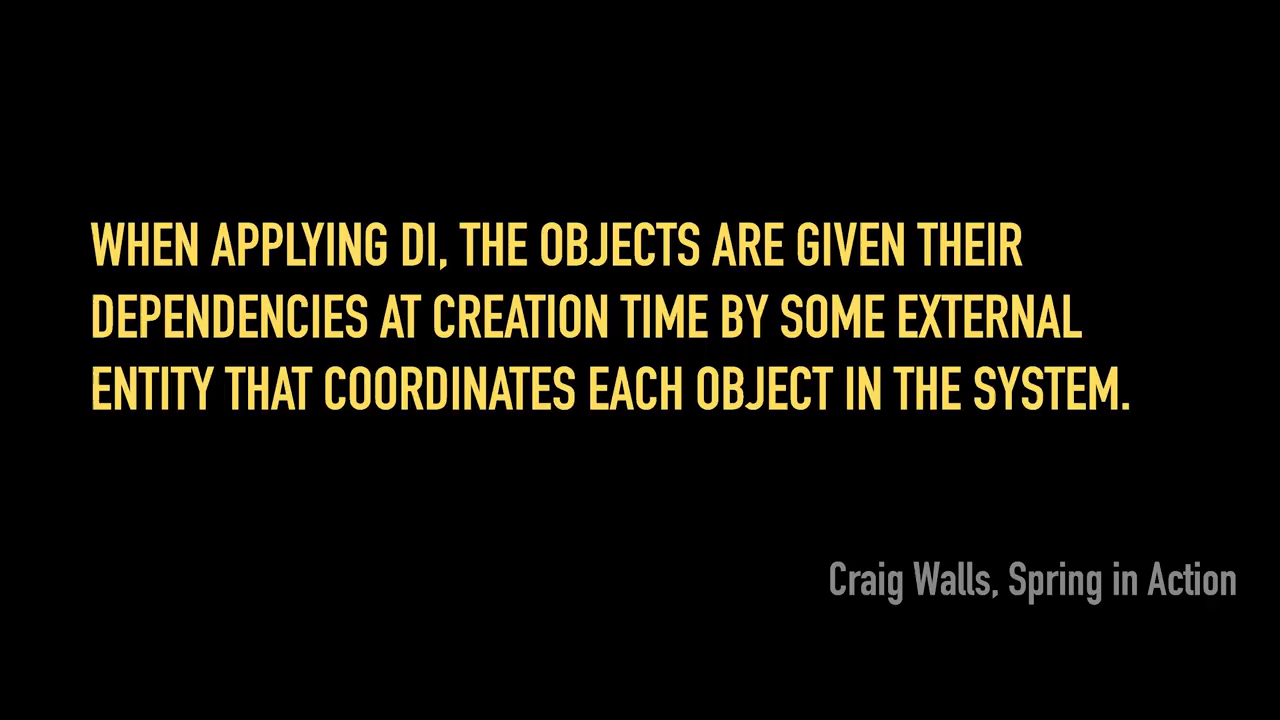 WHEN APPLYING DI, THE OBJECTS ARE GIVEN THEIR
DEPENDENCIES AT CREATION TIME BY SOME EXTERNAL
ENTITY THAT COORDINATES EACH OBJECT IN THE SYSTEM.
Craig Walls, Spring in Action